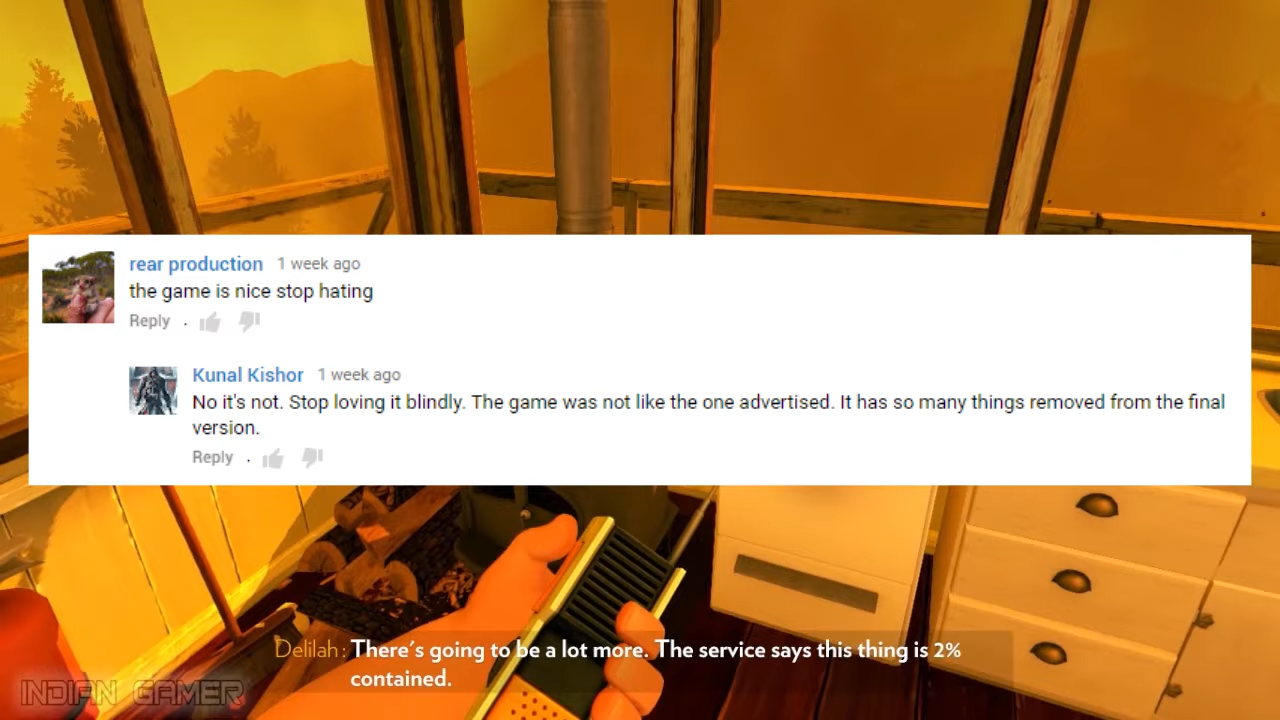 rear production 1 week ago
the game is nice stop hating
Reply .
Kunal Kishor 1 week ago
No it's not. Stop loving it blindly. The game was not like the one advertised. It has so many things removed from the final
version.
Reply .
Delilah : There's going to be a lot more. The service says this thing is 2%
contained.
INDIAN GAMER